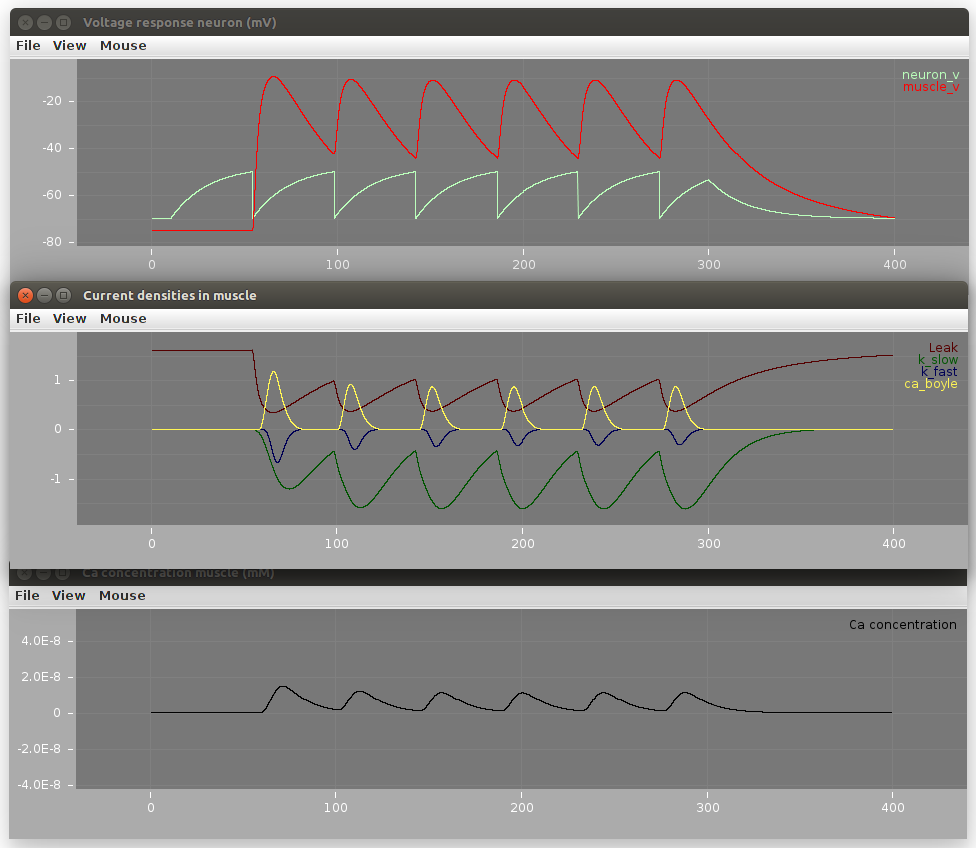 Voltage response neuron (mV)
File View Mouse
neuron_v
muscle_v
-20
-40
-60
-80
0 100 200 300 400
Current densities in muscle
File View Mouse
Leak
k_slow
k_fast
ca_boyle
1
0
-1
0 100 200 300 400
Ca concentration muscle (mM)
File View Mouse
Ca concentration
4.0E-8
2.0E-8
0
-2.0E-8
-4.0E-8
0 100 200 300 400